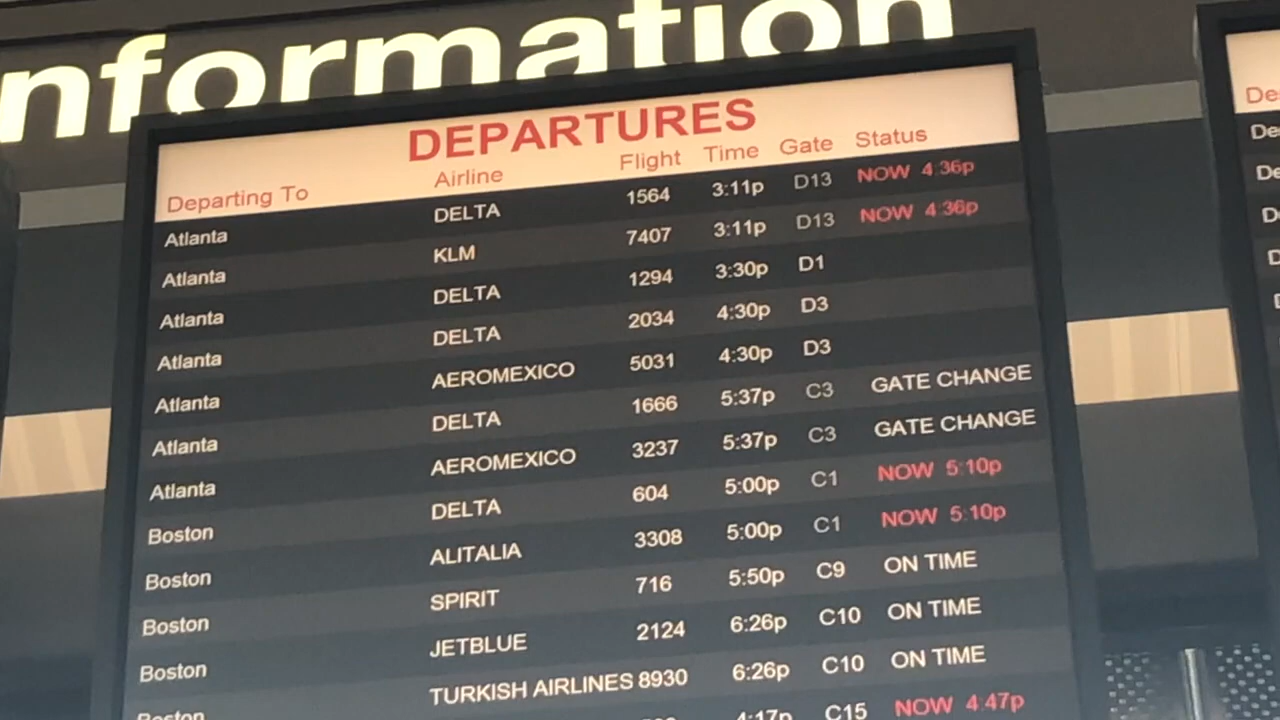 nformation
DEPARTURES
Departing To Airline Flight Time Gate Status
Atlanta DELTA 1564 3:11p D13 NOW 4:36p
Atlanta KLM 7407 3:11p D13 NOW 4:36p
Atlanta DELTA 1294 3:30p D1
Atlanta DELTA 2034 4:30p D3
Atlanta AEROMEXICO 5031 4:30p D3
Atlanta DELTA 1666 5:37p C3 GATE CHANGE
Atlanta AEROMEXICO 3237 5:37p C3 GATE CHANGE
Boston DELTA 604 5:00p C1 NOW 5:10p
Boston ALITALIA 3308 5:00p C1 NOW 5:10p
Boston SPIRIT 716 5:50p C9 ON TIME
Boston JETBLUE 2124 6:26p C10 ON TIME
Boston TURKISH AIRLINES 8930 6:26p C10 ON TIME
4:17p C15 NOW 4:47p